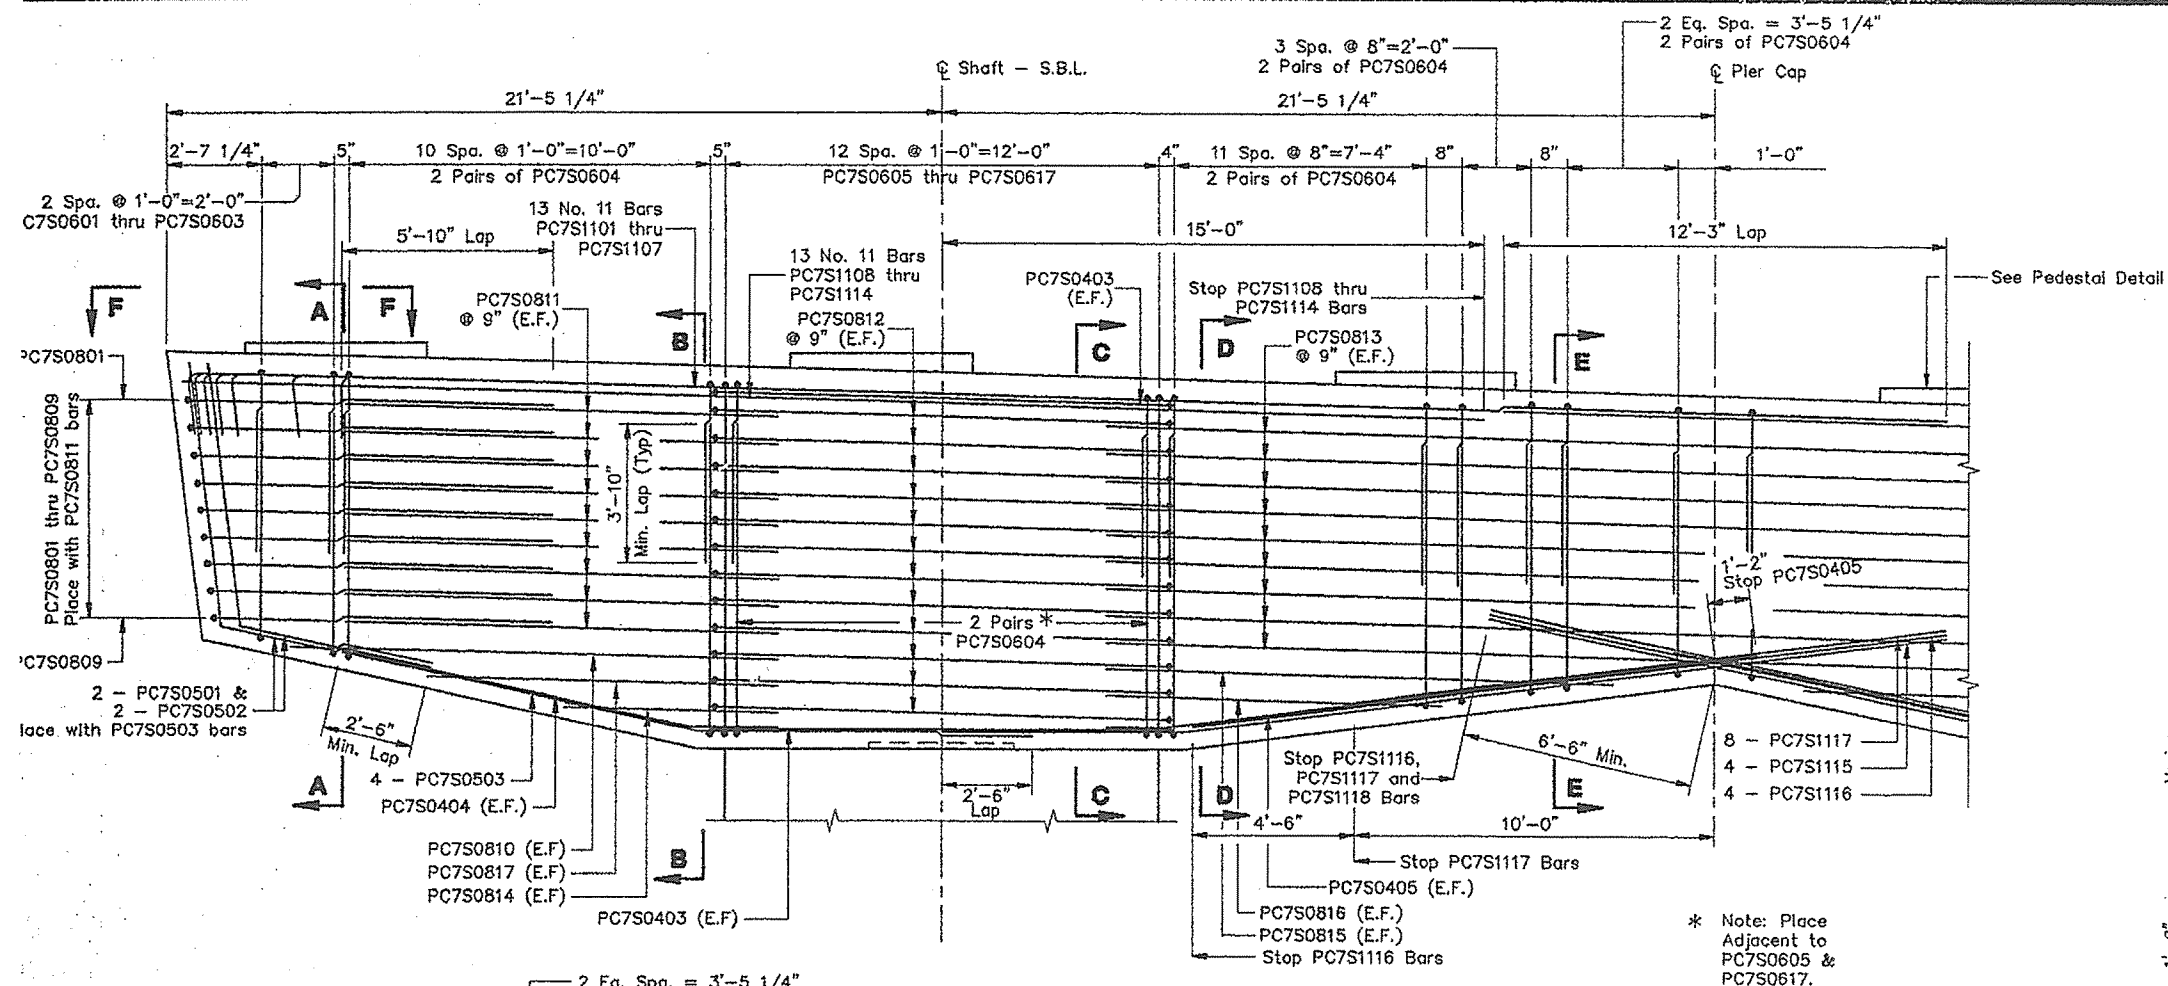 2 Eq. Spa. = 3'-5 1/4"
2 Pairs of PC7S0604
3 Spa. @ 8"=2'-0"
2 Pairs of PC7S0604
℄ Shaft - S.B.L.
℄ Pier Cap
21'-5 1/4"
21'-5 1/4"
2'-7 1/4"
5"
10 Spa. @ 1'-0"=10'-0"
2 Pairs of PC7S0604
5"
12 Spa. @ 1'-0"=12'-0"
PC7S0605 thru PC7S0617
4"
11 Spa. @ 8"=7'-4"
2 Pairs of PC7S0604
8"
8"
1'-0"
2 Spa. @ 1'-0"=2'-0"
C7S0601 thru PC7S0603
13 No. 11 Bars
PC7S1101 thru
PC7S1107
5'-10" Lap
15'-0"
12'-3" Lap
13 No. 11 Bars
PC7S1108 thru
PC7S1114
PC7S0403
(E.F.)
Stop PC7S1108 thru
PC7S1114 Bars
See Pedestal Detail
F
A
F
PC7S0811
@ 9" (E.F.)
B
PC7S0812
@ 9" (E.F.)
C
D
PC7S0813
@ 9" (E.F.)
E
PC7S0801
PC7S0801 thru PC7S0809
Place with PC7S0811 bars
3'-10"
Min. Lap (Typ)
1'-2"
Stop PC7S0405
2 Pairs *
PC7S0604
PC7S0809
2 - PC7S0501 &
2 - PC7S0502
lace with PC7S0503 bars
2'-6"
Min. Lap
4 - PC7S0503
A
PC7S0404 (E.F.)
2'-6"
Lap
C
D
Stop PC7S1116,
PC7S1117 and
PC7S1118 Bars
6'-6" Min.
E
8 - PC7S1117
4 - PC7S1115
4 - PC7S1116
4'-6"
10'-0"
PC7S0810 (E.F)
PC7S0817 (E.F)
PC7S0814 (E.F)
B
PC7S0403 (E.F)
Stop PC7S1117 Bars
PC7S0405 (E.F.)
PC7S0816 (E.F.)
PC7S0815 (E.F.)
Stop PC7S1116 Bars
* Note: Place
Adjacent to
PC7S0605 &
PC7S0617.
2 Eq. Spa. = 3'-5 1/4"